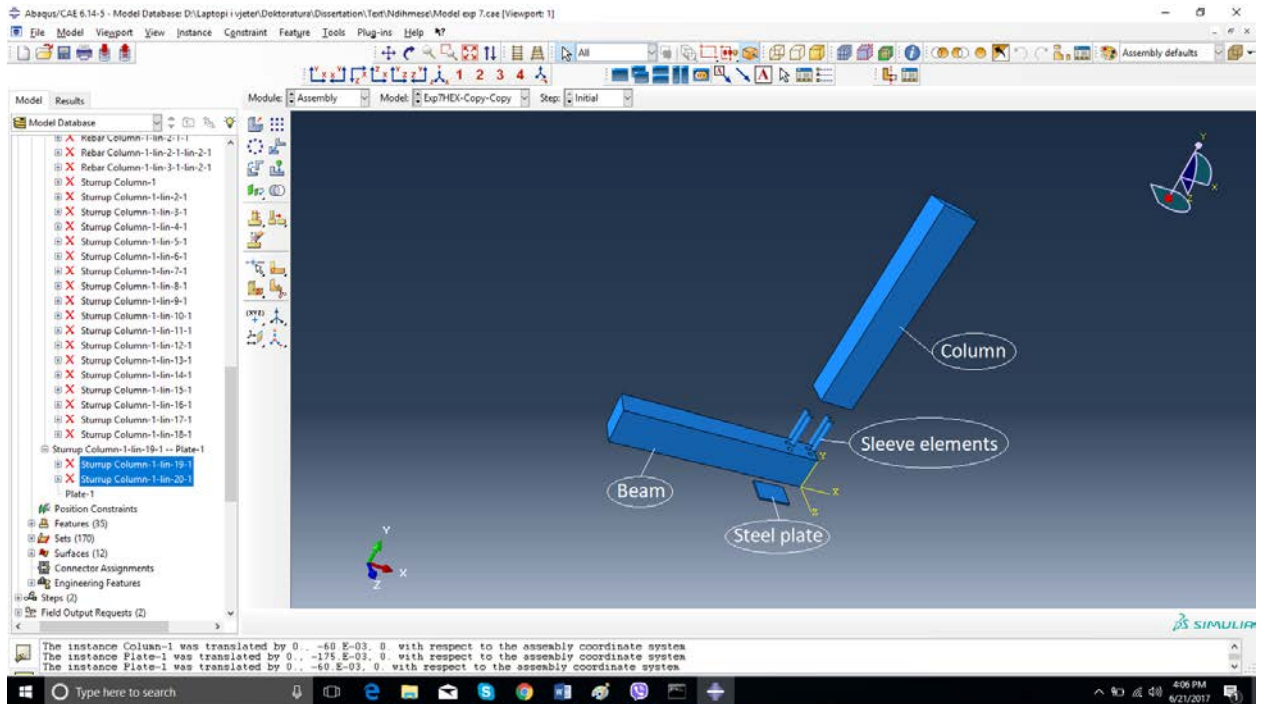 Abaqus/CAE 6.14-5 - Model Database: D:\Laptopi i vjeter\Doktoratura\Dissertation\Text\Ndihmese\Model exp 7.cae [Viewport: 1]
File Model Viewport View Instance Constraint Feature Tools Plug-ins Help
All Assembly defaults
1 2 3 4
Model Results Module: Assembly Model: Exp7HEX-Copy-Copy Step: Initial
Model Database
Rebar Column-1-lin-2-1-1
Rebar Column-1-lin-2-1-lin-2-1
Rebar Column-1-lin-3-1-lin-2-1
Sturrup Column-1
Sturrup Column-1-lin-2-1
Sturrup Column-1-lin-3-1
Sturrup Column-1-lin-4-1
Sturrup Column-1-lin-5-1
Sturrup Column-1-lin-6-1
Sturrup Column-1-lin-7-1
Sturrup Column-1-lin-8-1
Sturrup Column-1-lin-9-1
Sturrup Column-1-lin-10-1
Sturrup Column-1-lin-11-1
Sturrup Column-1-lin-12-1
Sturrup Column-1-lin-13-1
Sturrup Column-1-lin-14-1
Sturrup Column-1-lin-15-1
Sturrup Column-1-lin-16-1
Sturrup Column-1-lin-17-1
Sturrup Column-1-lin-18-1
Sturrup Column-1-lin-19-1 -- Plate-1
Sturrup Column-1-lin-19-1
Sturrup Column-1-lin-20-1
Plate-1
Position Constraints
Features (35)
Sets (170)
Surfaces (12)
Connector Assignments
Engineering Features
Steps (2)
Field Output Requests (2)
Column
Sleeve elements
Beam
Steel plate
Y
X
Z
Y
X
Z
Y
X
Z
SIMULIA
The instance Column-1 was translated by 0., -60.E-03, 0. with respect to the assembly coordinate system
The instance Plate-1 was translated by 0., -175.E-03, 0. with respect to the assembly coordinate system
The instance Plate-1 was translated by 0., -60.E-03, 0. with respect to the assembly coordinate system
Type here to search
4:06 PM
6/21/2017